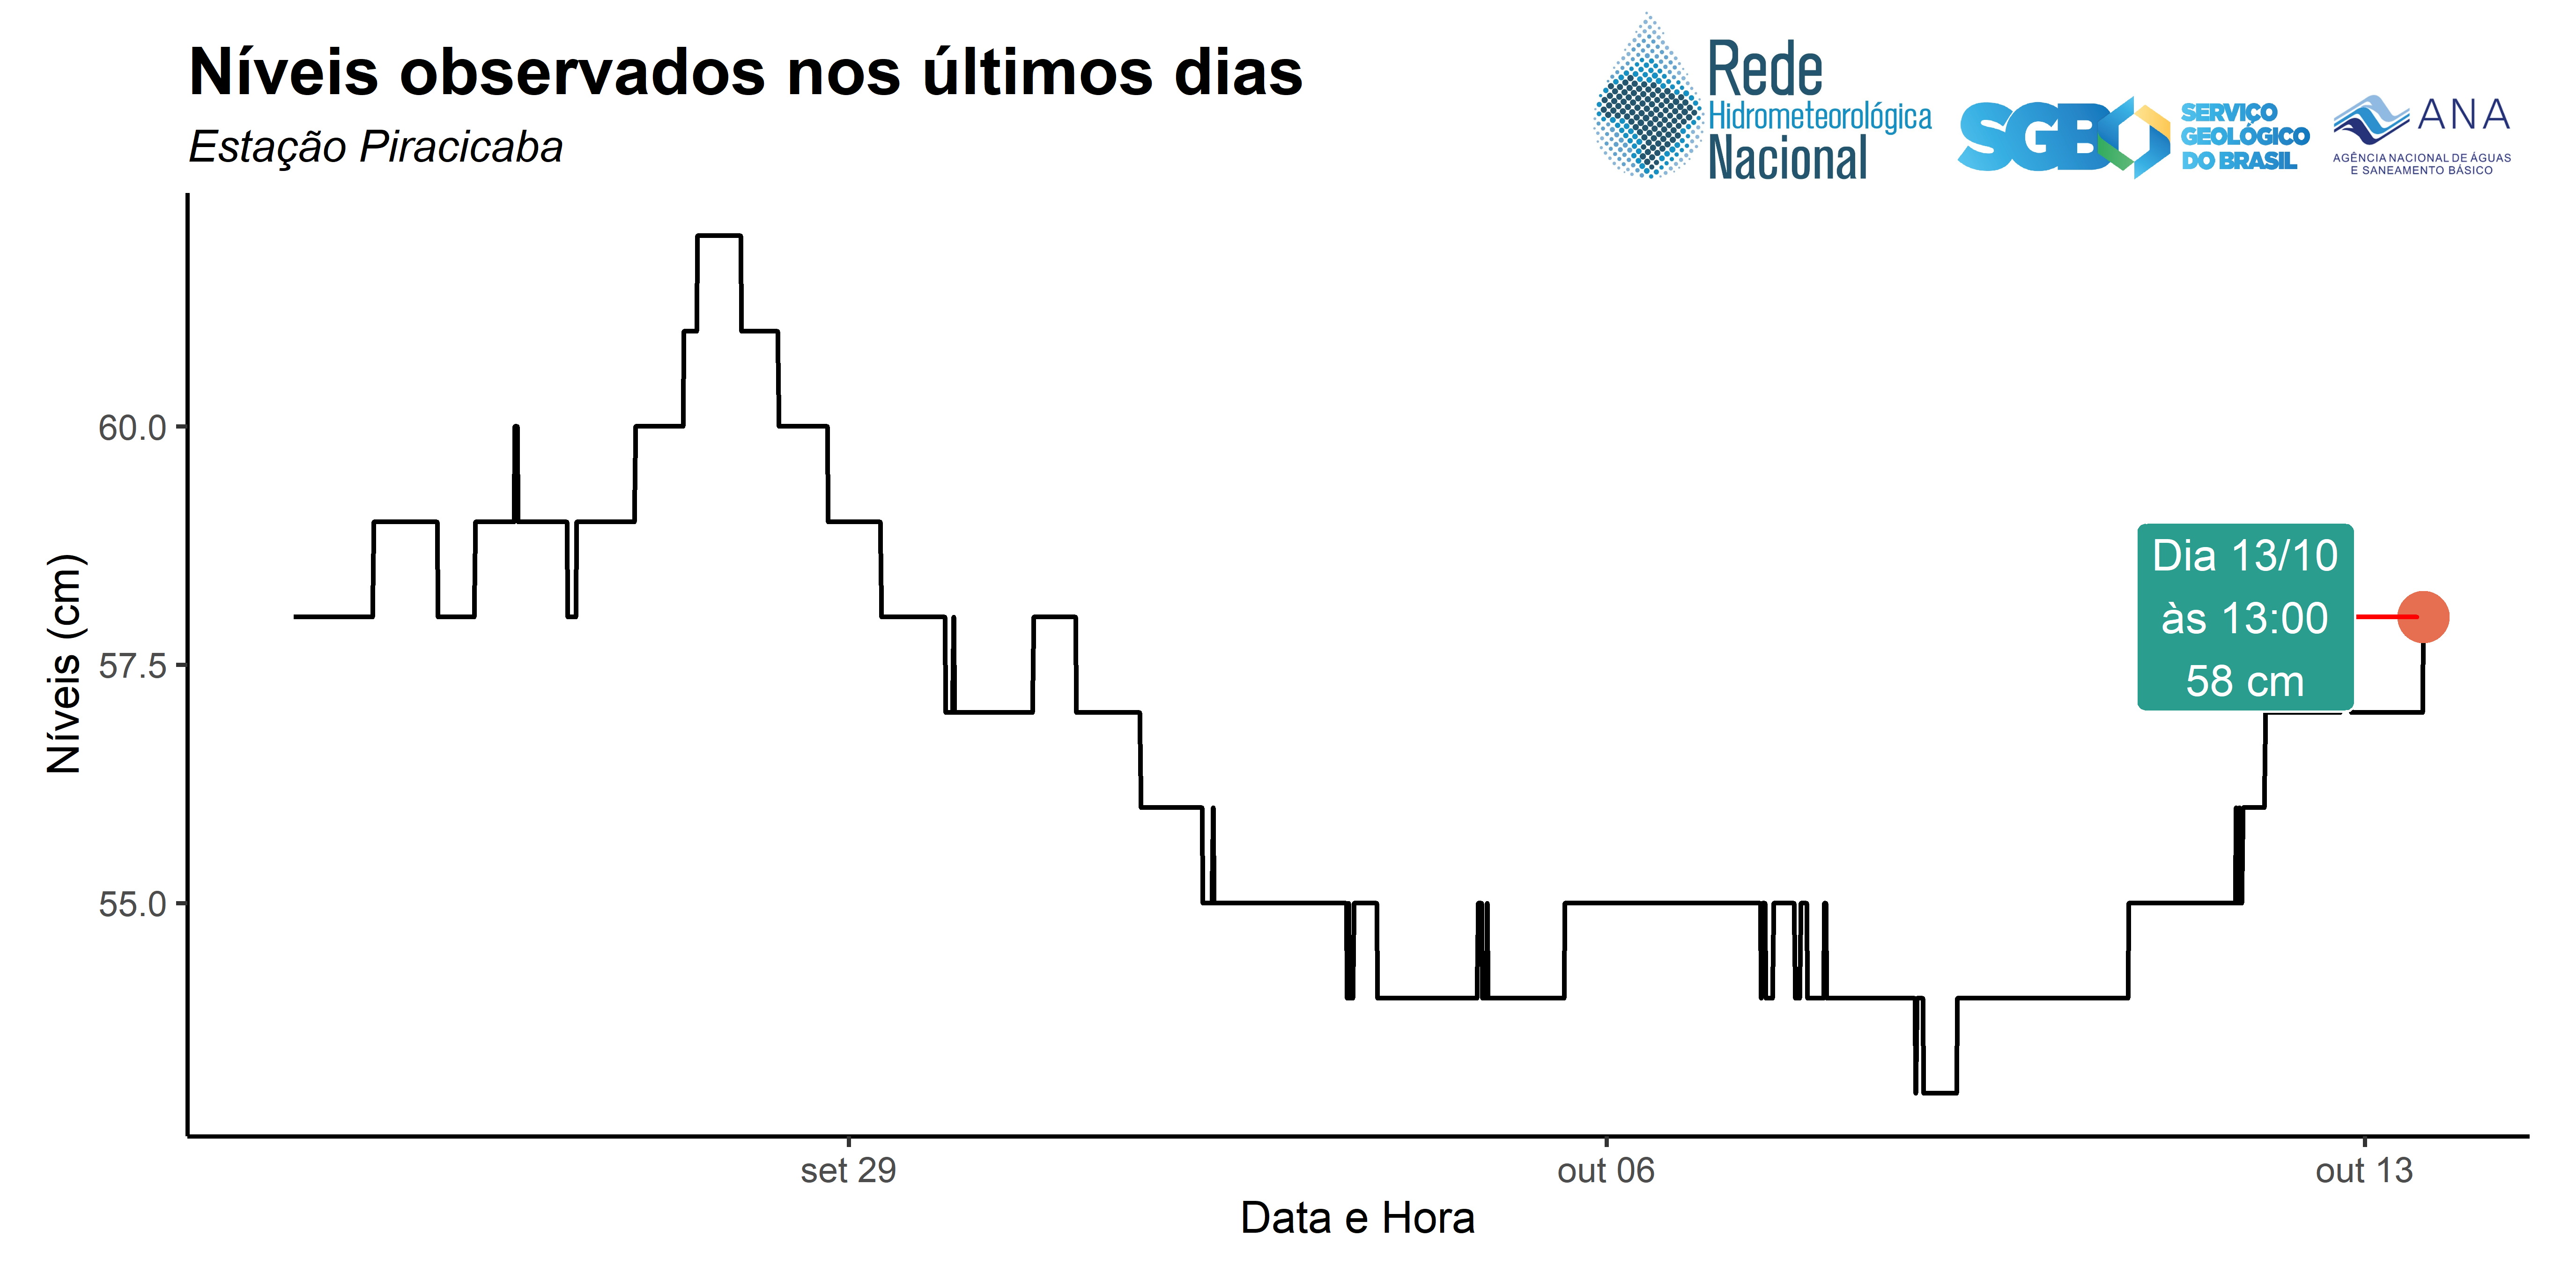 Níveis observados nos últimos dias
Estação Piracicaba
Rede
Hidrometeorológica
Nacional
SGB
SERVIÇO
GEOLÓGICO
DO BRASIL
ANA
AGÊNCIA NACIONAL DE ÁGUAS
E SANEAMENTO BÁSICO
Níveis (cm)
60.0
57.5
55.0
Dia 13/10
às 13:00
58 cm
set 29
out 06
out 13
Data e Hora